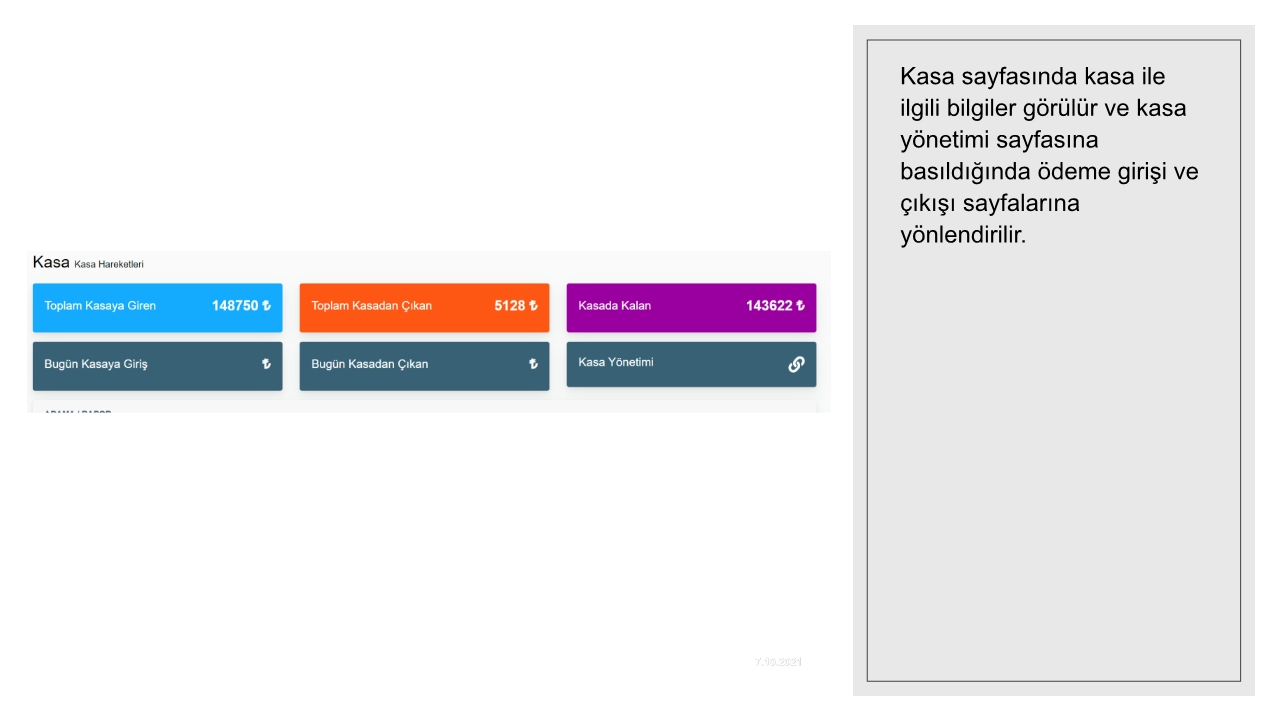 Kasa sayfasında kasa ile
ilgili bilgiler görülür ve kasa
yönetimi sayfasına
basıldığında ödeme girişi ve
çıkışı sayfalarına
yönlendirilir.
Kasa Kasa Hareketleri
Toplam Kasaya Giren 148750 ₺
Toplam Kasadan Çıkan 5128 ₺
Kasada Kalan 143622 ₺
Bugün Kasaya Giriş ₺
Bugün Kasadan Çıkan ₺
Kasa Yönetimi
7.10.2021